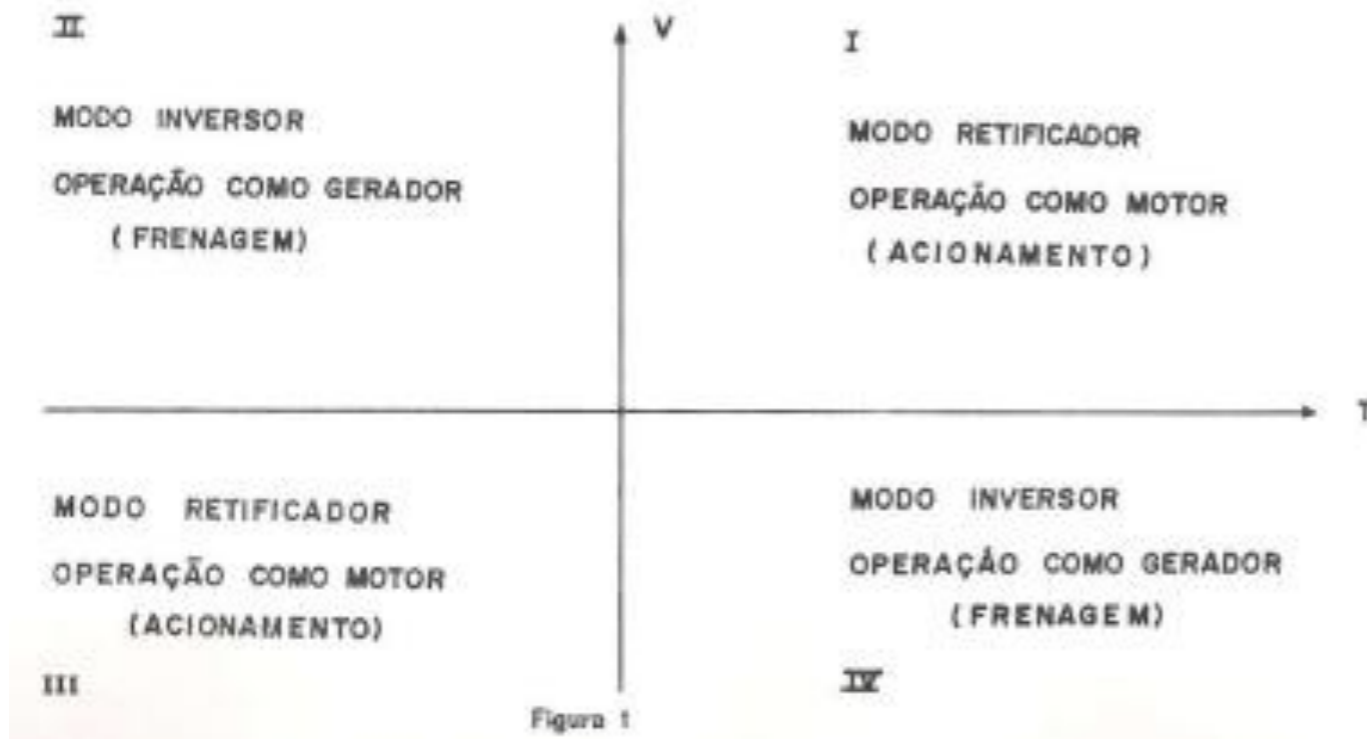 II
V
I
MODO INVERSOR
OPERAÇÃO COMO GERADOR
(FRENAGEM)
MODO RETIFICADOR
OPERAÇÃO COMO MOTOR
(ACIONAMENTO)
T
MODO RETIFICADOR
OPERAÇÃO COMO MOTOR
(ACIONAMENTO)
III
MODO INVERSOR
OPERAÇÃO COMO GERADOR
(FRENAGEM)
IV
Figura 1